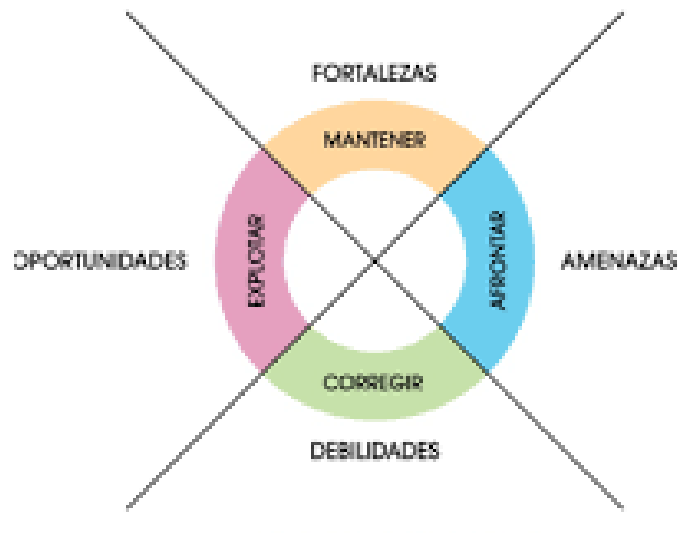 FORTALEZAS
MANTENER
OPORTUNIDADES
EXPLOTAR
AFRONTAR
AMENAZAS
CORREGIR
DEBILIDADES